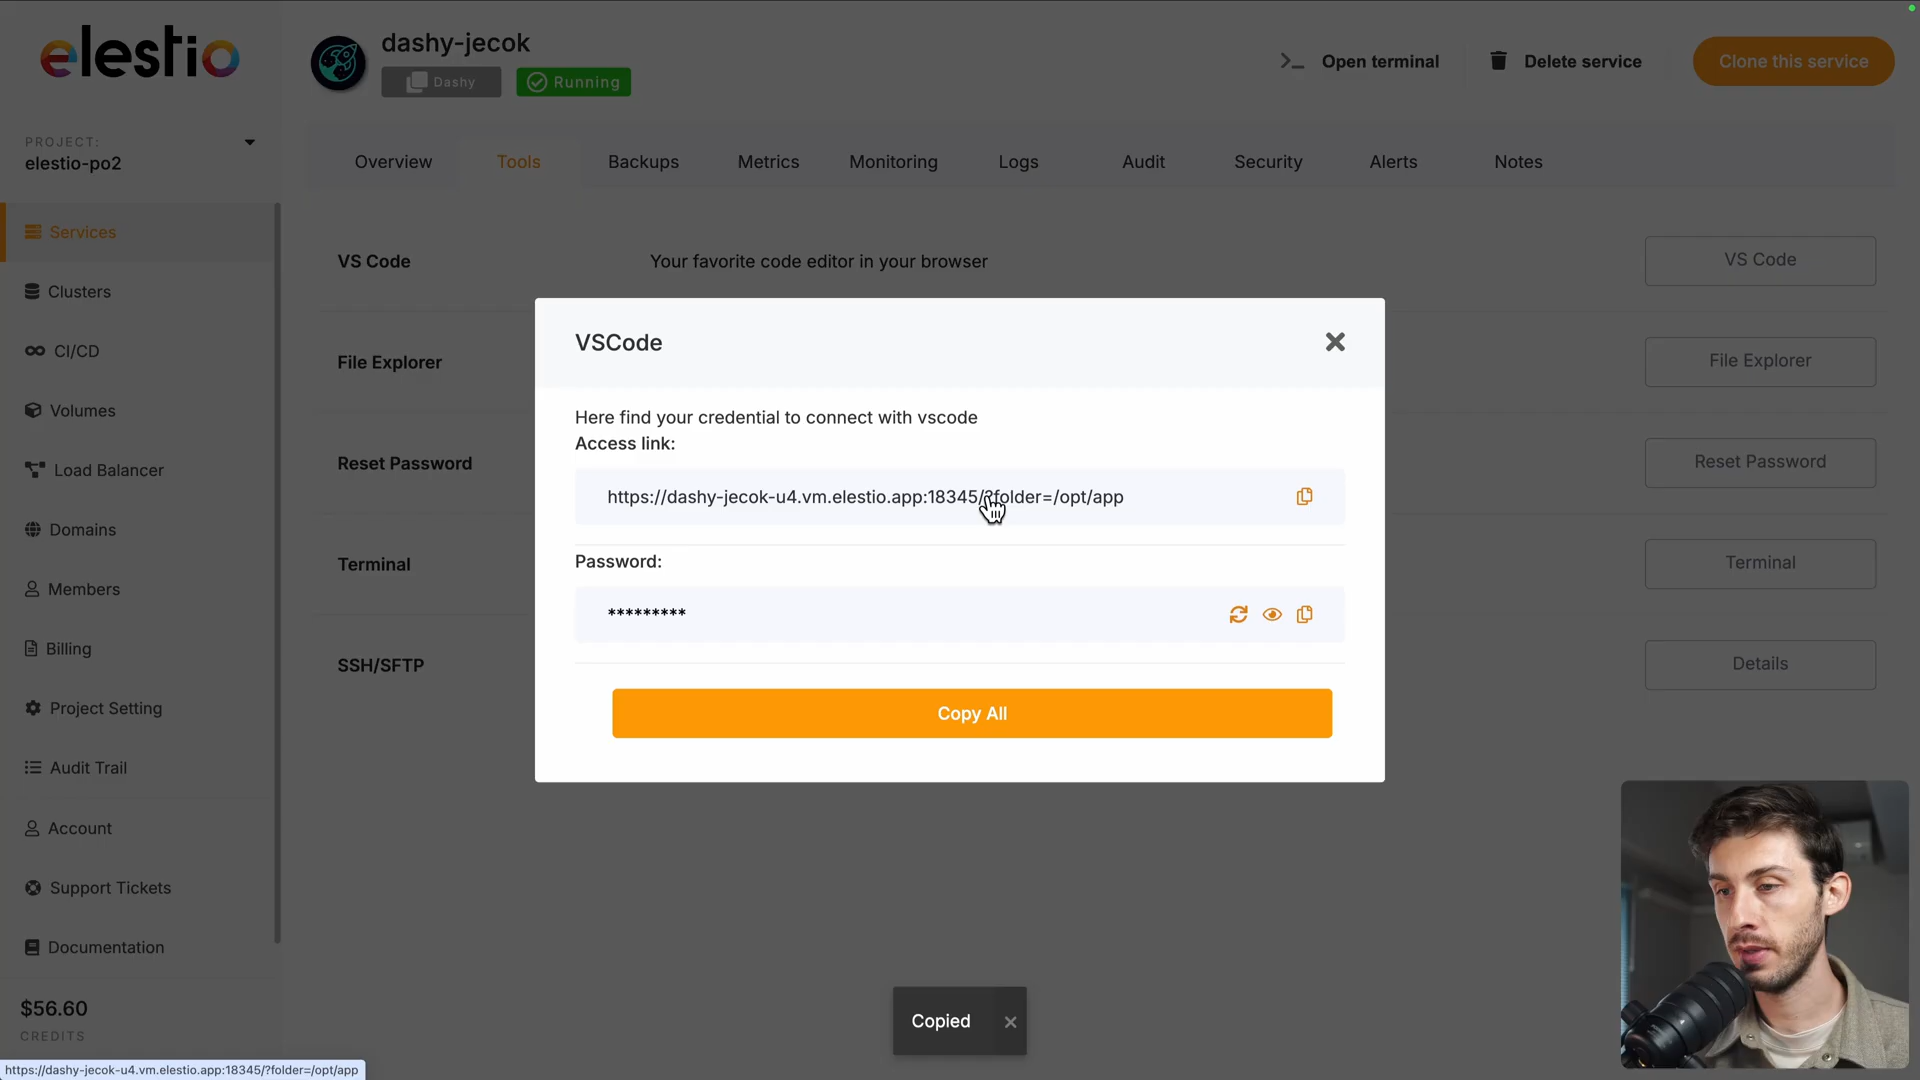 elestio
PROJECT:
elestio-po2
Services
Clusters
CI/CD
Volumes
Load Balancer
Domains
Members
Billing
Project Setting
Audit Trail
Account
Support Tickets
Documentation
$56.60
CREDITS
dashy-jecok
Dashy
Running
Open terminal
Delete service
Clone this service
Overview
Tools
Backups
Metrics
Monitoring
Logs
Audit
Security
Alerts
Notes
VS Code
Your favorite code editor in your browser
VS Code
File Explorer
File Explorer
Reset Password
Reset Password
Terminal
Terminal
SSH/SFTP
Details
VSCode
Here find your credential to connect with vscode
Access link:
https://dashy-jecok-u4.vm.elestio.app:18345/?folder=/opt/app
Password:
*********
Copy All
Copied
https://dashy-jecok-u4.vm.elestio.app:18345/?folder=/opt/app